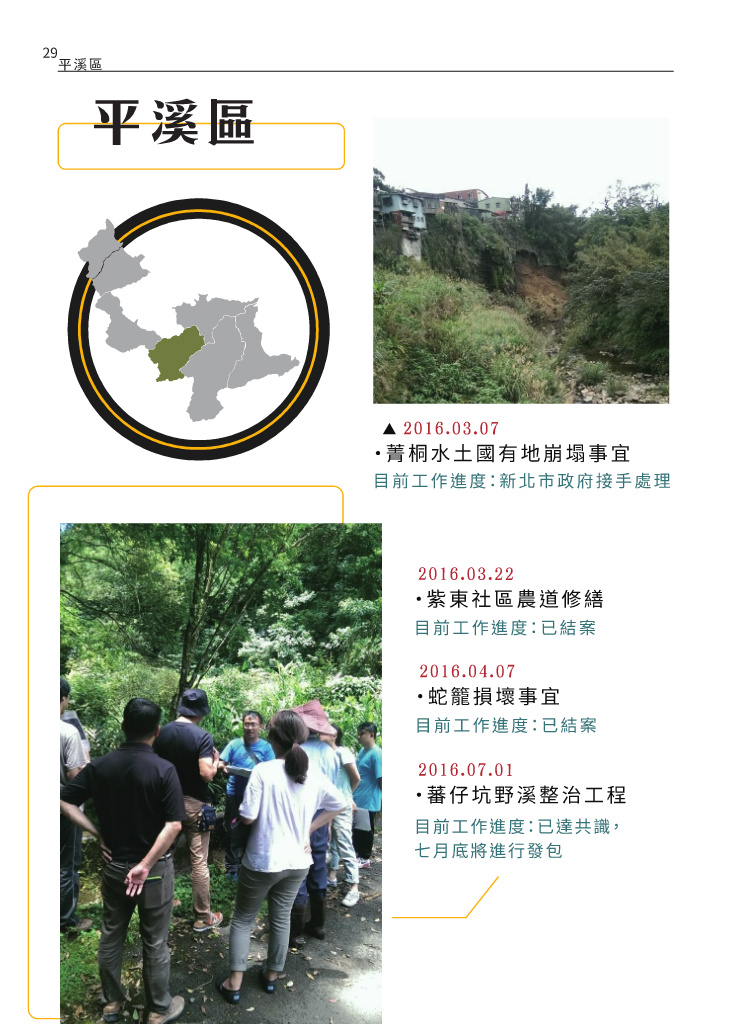 29
平溪區
平溪區
▲ 2016.03.07
・菁桐水土國有地崩塌事宜
目前工作進度：新北市政府接手處理
2016.03.22
・紫東社區農道修繕
目前工作進度：已結案
2016.04.07
・蛇籠損壞事宜
目前工作進度：已結案
2016.07.01
・蕃仔坑野溪整治工程
目前工作進度：已達共識，
七月底將進行發包